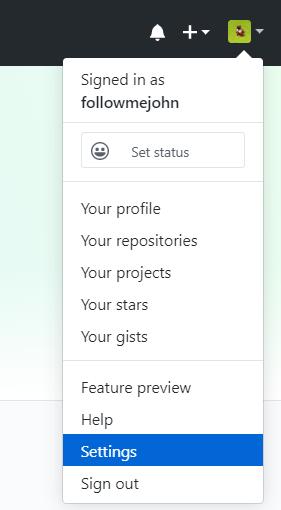 Signed in as
followmejohn
Set status
Your profile
Your repositories
Your projects
Your stars
Your gists
Feature preview
Help
Settings
Sign out